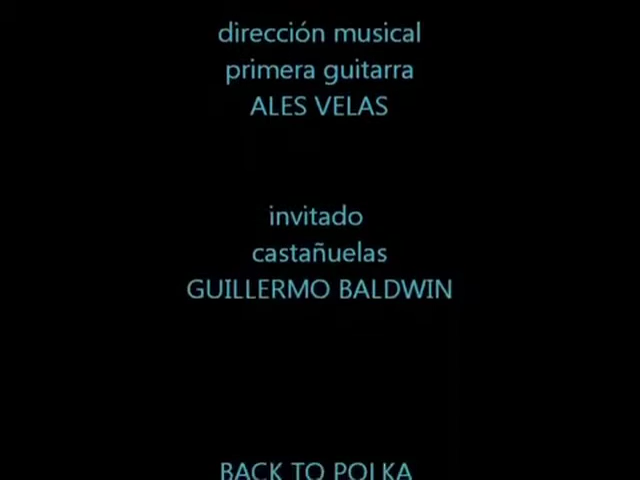 dirección musical
primera guitarra
ALES VELAS
invitado
castañuelas
GUILLERMO BALDWIN
BACK TO POLKA